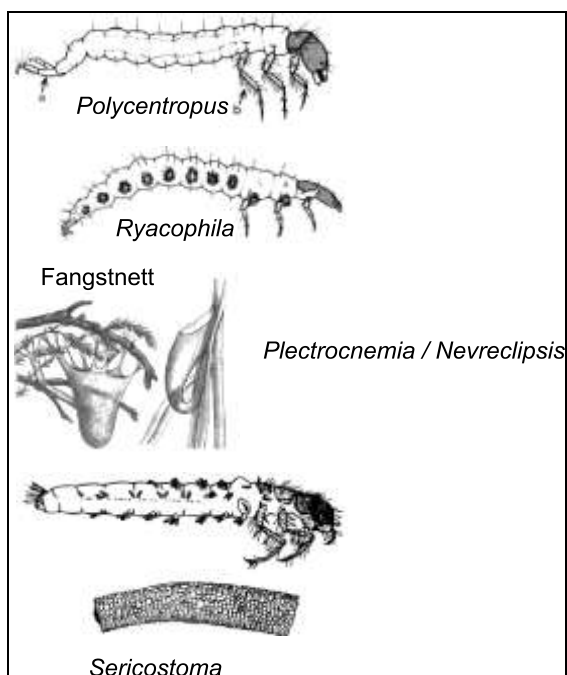 Polycentropus
Ryacophila
Fangstnett
Plectrocnemia / Nevreclipsis
Sericostoma